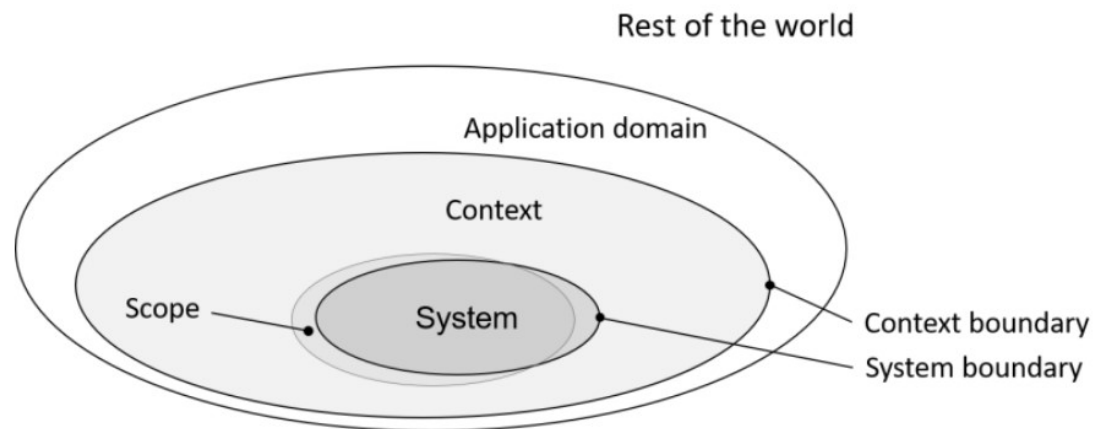 Rest of the world
Application domain
Context
Scope
System
Context boundary
System boundary